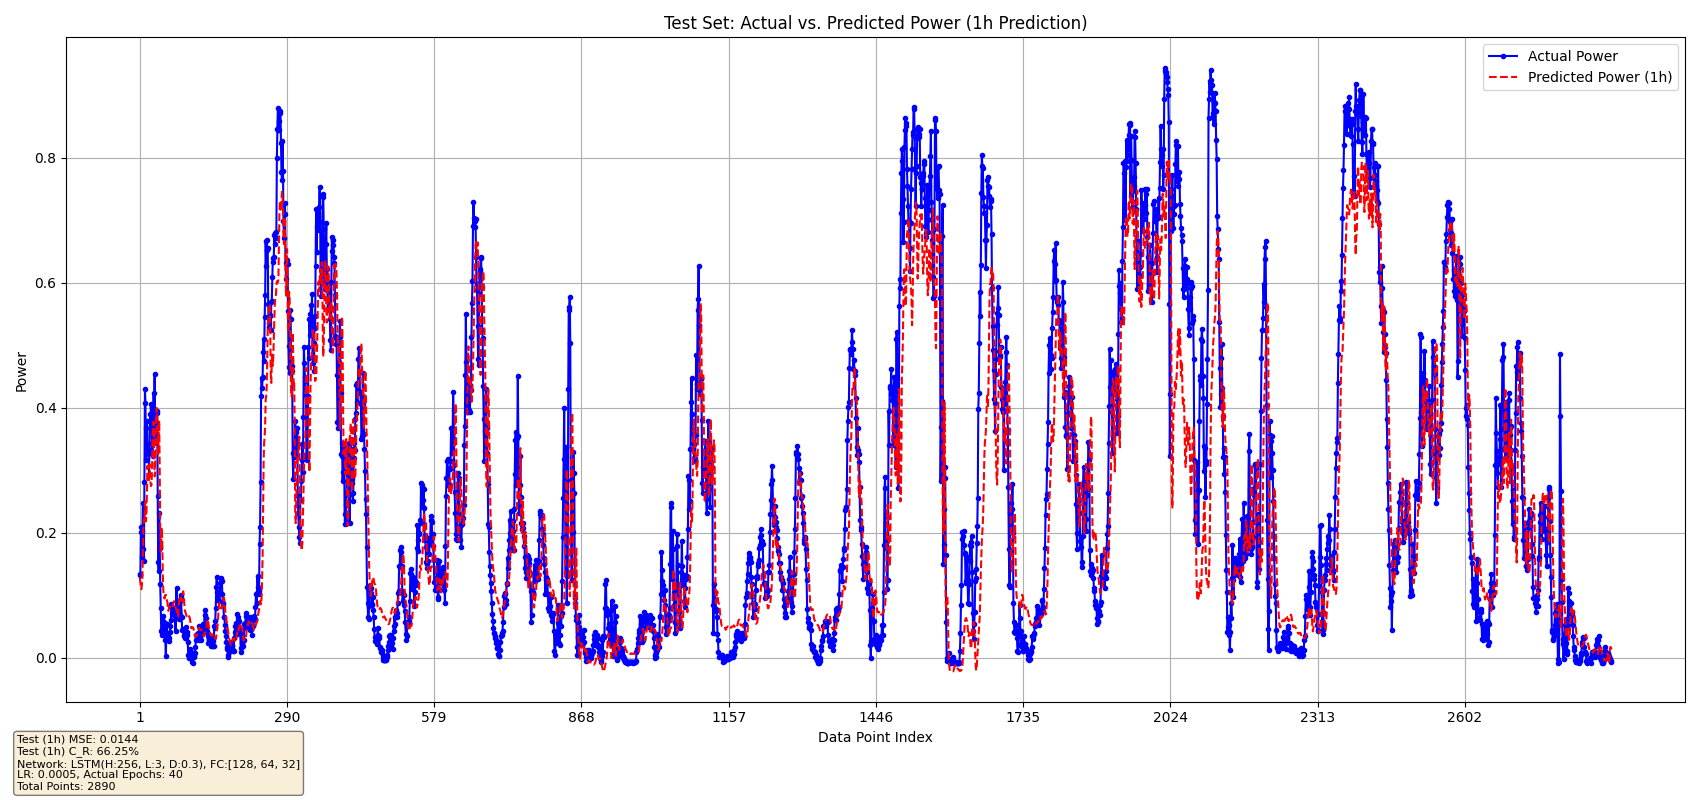 Test Set: Actual vs. Predicted Power (1h Prediction)
Actual Power
Predicted Power (1h)
Power
0.8
0.6
0.4
0.2
0.0
1 290 579 868 1157 1446 1735 2024 2313 2602
Data Point Index
Test (1h) MSE: 0.0144
Test (1h) C_R: 66.25%
Network: LSTM(H:256, L:3, D:0.3), FC:[128, 64, 32]
LR: 0.0005, Actual Epochs: 40
Total Points: 2890